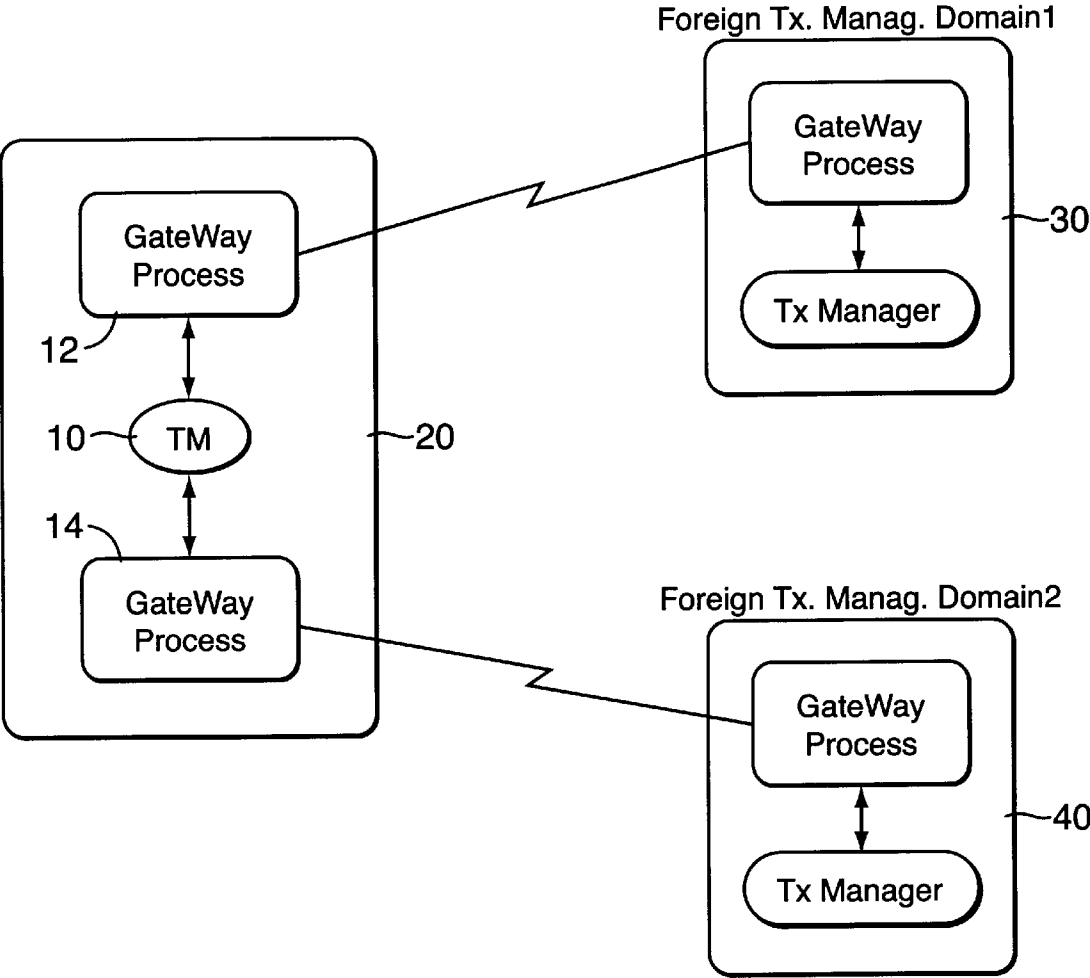 Foreign Tx. Manag. Domain1
GateWay
Process
30
Tx Manager
GateWay
Process
12
10
TM
20
14
GateWay
Process
Foreign Tx. Manag. Domain2
GateWay
Process
40
Tx Manager